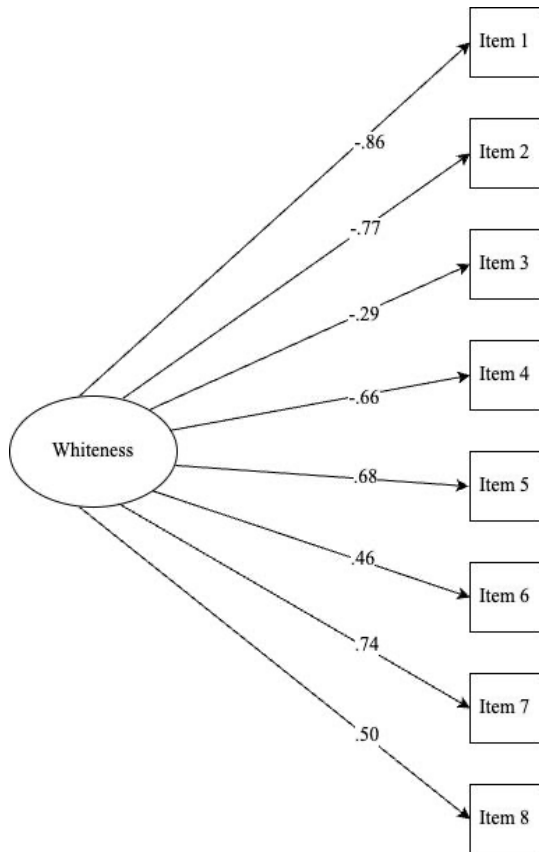 Item 1
-.86
Item 2
-.77
Item 3
-.29
Item 4
-.66
Whiteness
.68
Item 5
.46
Item 6
.74
Item 7
.50
Item 8